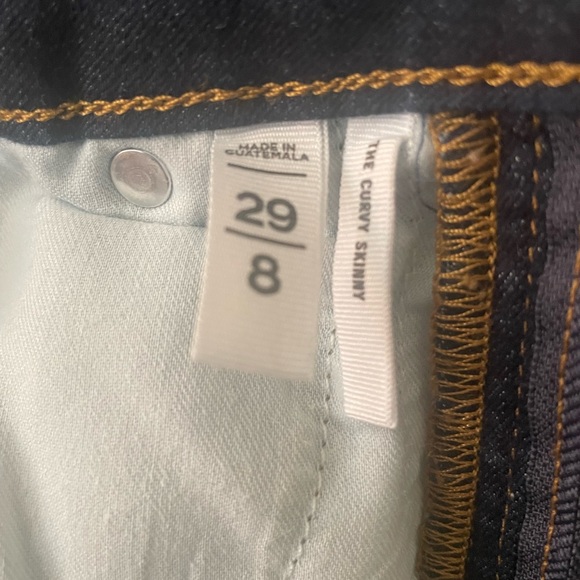 MADE IN
GUATEMALA
29
8
THE CURVY SKINNY